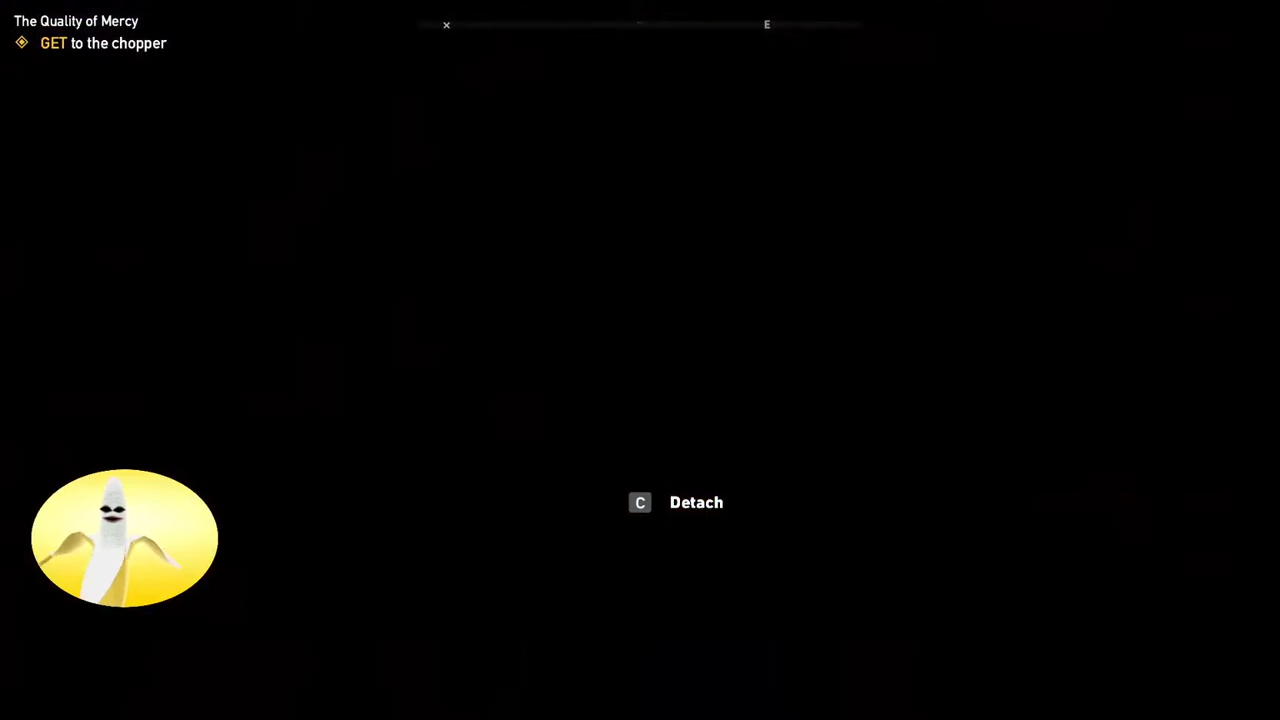 The Quality of Mercy
GET to the chopper
× E
C Detach